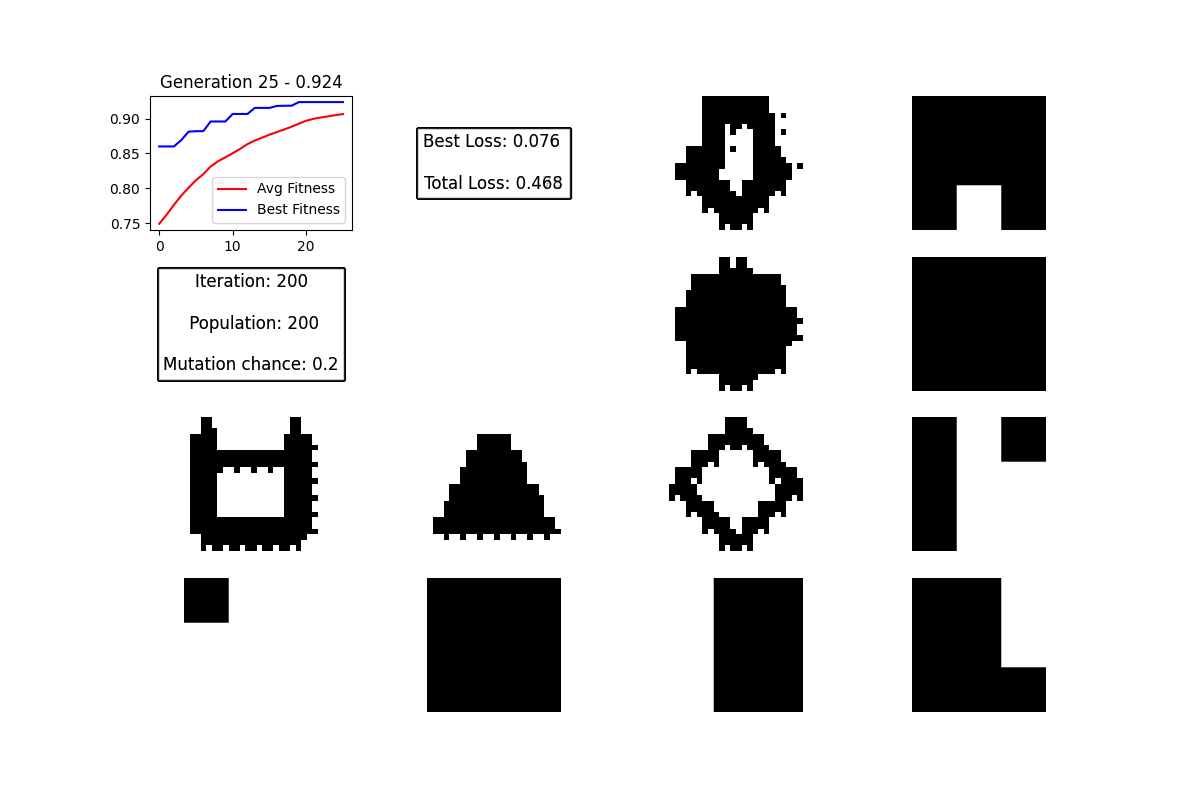 Generation 25 - 0.924
0.90
0.85
0.80
0.75
0 10 20
Avg Fitness
Best Fitness
Best Loss: 0.076
Total Loss: 0.468
Iteration: 200
Population: 200
Mutation chance: 0.2